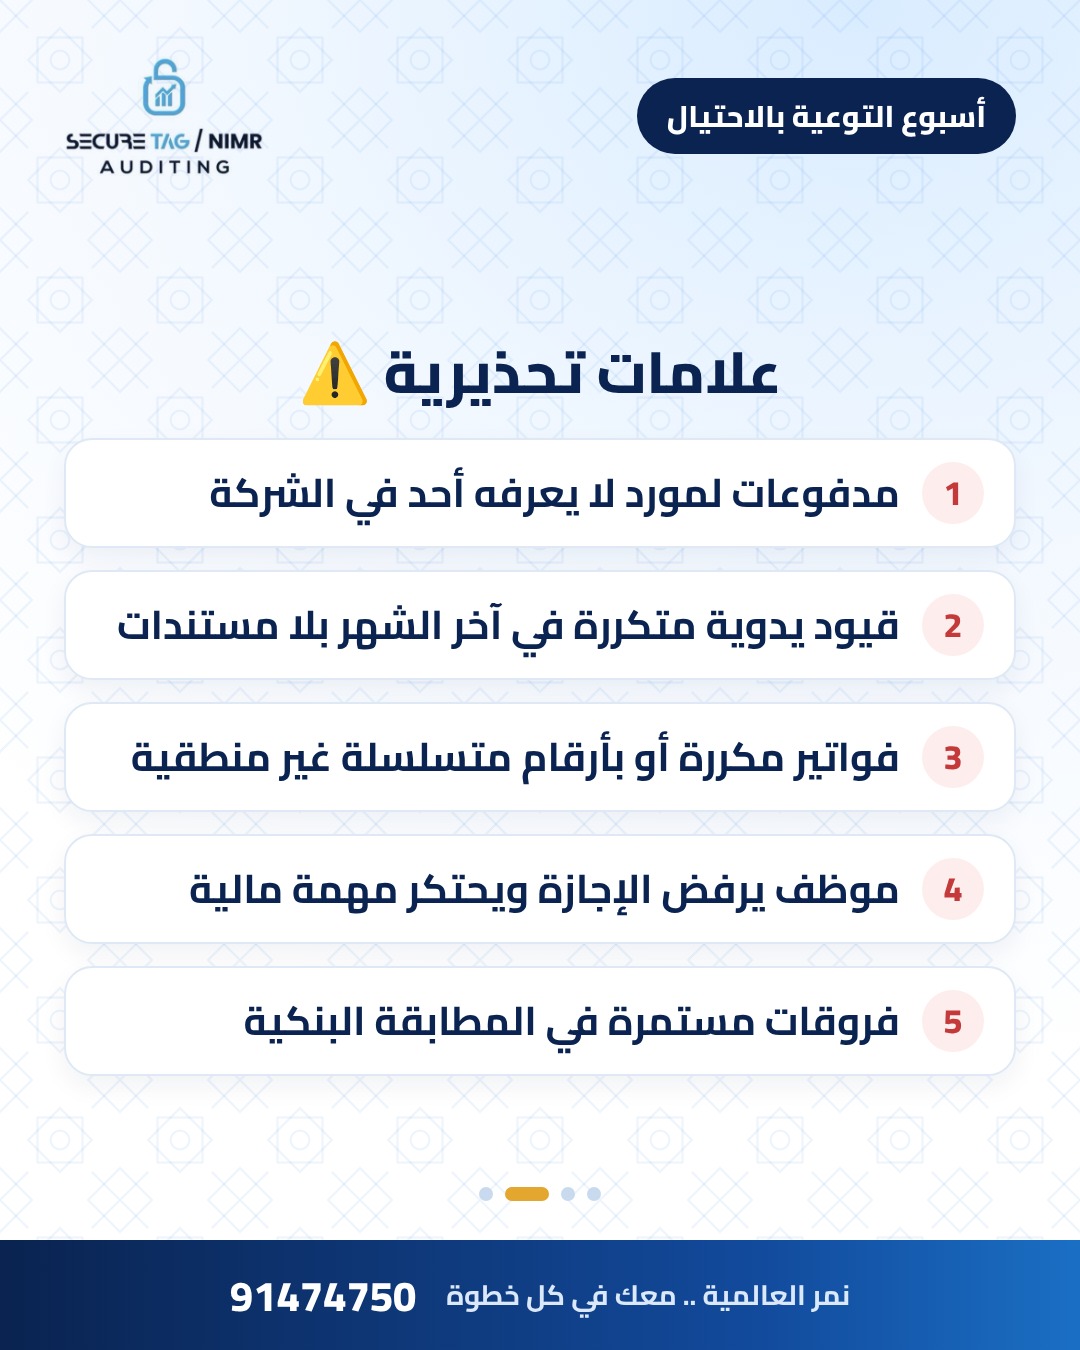 أسبوع التوعية بالاحتيال
SECURE TAG / NIMR
AUDITING
علامات تحذيرية ⚠️
1 مدفوعات لمورد لا يعرفه أحد في الشركة
2 قيود يدوية متكررة في آخر الشهر بلا مستندات
3 فواتير مكررة أو بأرقام متسلسلة غير منطقية
4 موظف يرفض الإجازة ويحتكر مهمة مالية
5 فروقات مستمرة في المطابقة البنكية
نمر العالمية .. معك في كل خطوة 91474750